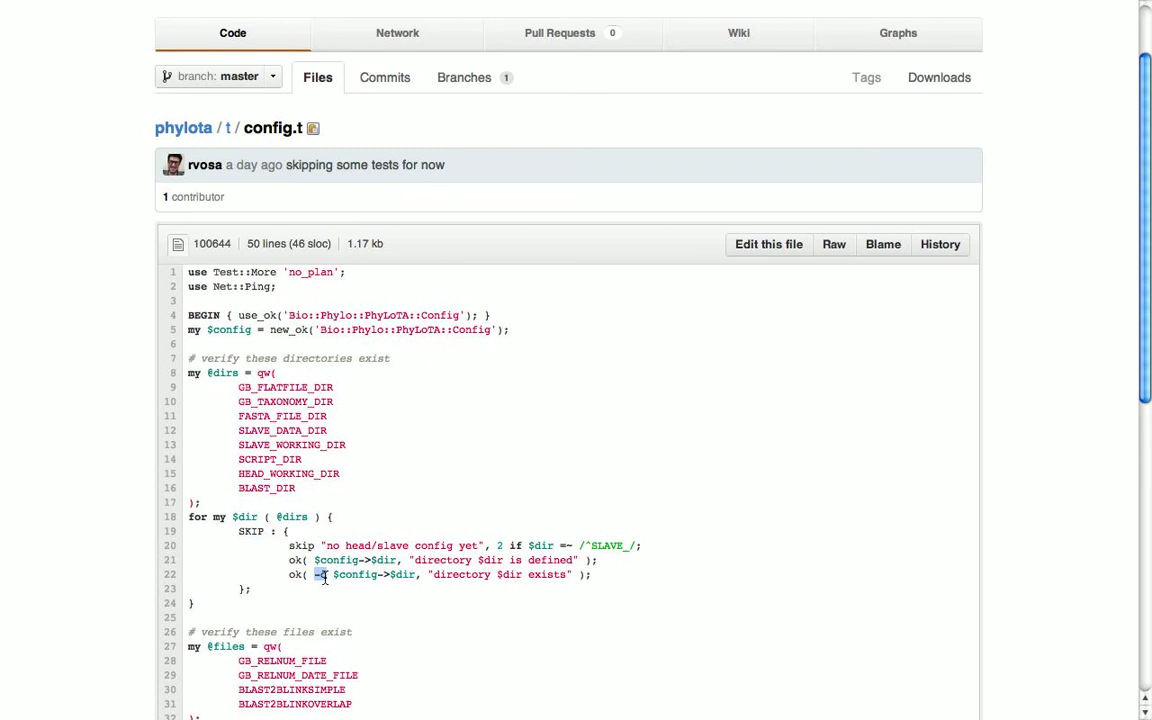 Code Network Pull Requests 0 Wiki Graphs
branch: master Files Commits Branches 1 Tags Downloads
phylota / t / config.t
rvosa a day ago skipping some tests for now
1 contributor
100644 50 lines (46 sloc) 1.17 kb Edit this file Raw Blame History
1 use Test::More 'no_plan';
2 use Net::Ping;
3
4 BEGIN { use_ok('Bio::Phylo::PhyLoTA::Config'); }
5 my $config = new_ok('Bio::Phylo::PhyLoTA::Config');
6
7 # verify these directories exist
8 my @dirs = qw(
9 GB_FLATFILE_DIR
10 GB_TAXONOMY_DIR
11 FASTA_FILE_DIR
12 SLAVE_DATA_DIR
13 SLAVE_WORKING_DIR
14 SCRIPT_DIR
15 HEAD_WORKING_DIR
16 BLAST_DIR
17 );
18 for my $dir ( @dirs ) {
19 SKIP : {
20 skip "no head/slave config yet", 2 if $dir =~ /^SLAVE_/;
21 ok( $config->$dir, "directory $dir is defined" );
22 ok( -d $config->$dir, "directory $dir exists" );
23 };
24 }
25
26 # verify these files exist
27 my @files = qw(
28 GB_RELNUM_FILE
29 GB_RELNUM_DATE_FILE
30 BLAST2BLINKSIMPLE
31 BLAST2BLINKOVERLAP
32 );